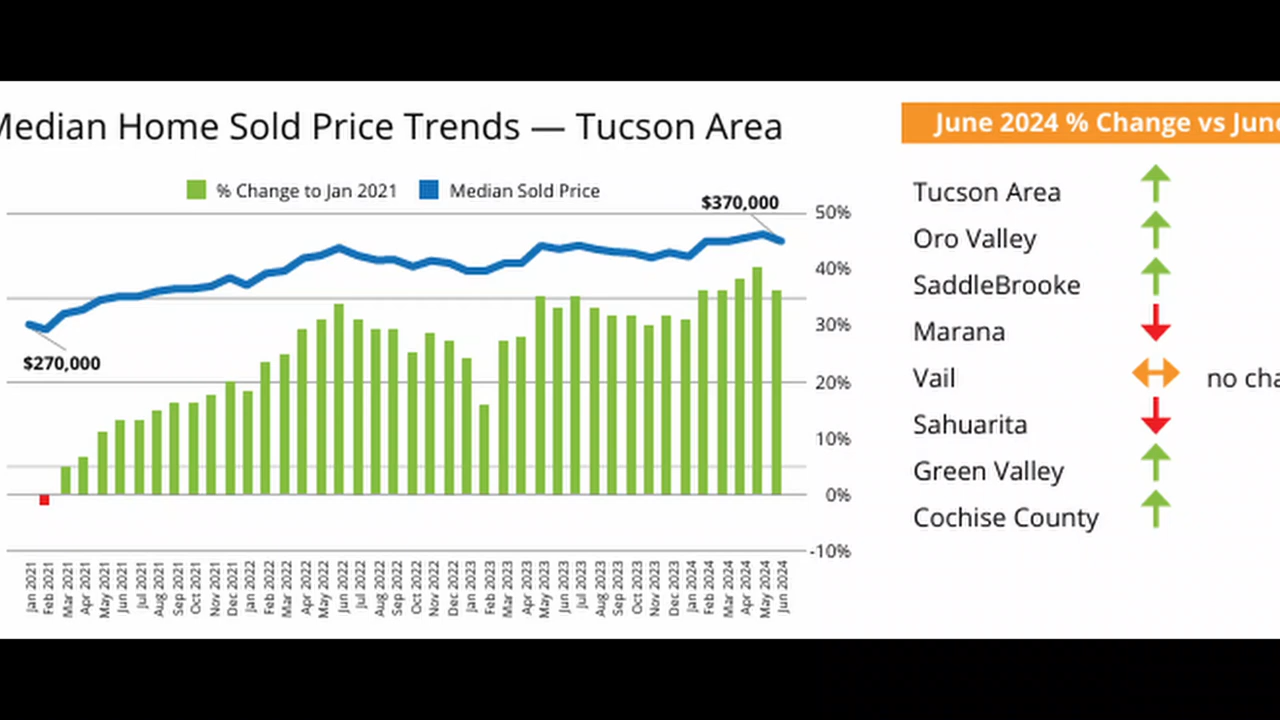 Median Home Sold Price Trends — Tucson Area
% Change to Jan 2021
Median Sold Price
$370,000
$270,000
50%
40%
30%
20%
10%
0%
-10%
Jan 2021
Feb 2021
Mar 2021
Apr 2021
May 2021
Jun 2021
Jul 2021
Aug 2021
Sep 2021
Oct 2021
Nov 2021
Dec 2021
Jan 2022
Feb 2022
Mar 2022
Apr 2022
May 2022
Jun 2022
Jul 2022
Aug 2022
Sep 2022
Oct 2022
Nov 2022
Dec 2022
Jan 2023
Feb 2023
Mar 2023
Apr 2023
May 2023
Jun 2023
Jul 2023
Aug 2023
Sep 2023
Oct 2023
Nov 2023
Dec 2023
Jan 2024
Feb 2024
Mar 2024
Apr 2024
May 2024
Jun 2024
June 2024 % Change vs June
Tucson Area
Oro Valley
SaddleBrooke
Marana
Vail
no cha
Sahuarita
Green Valley
Cochise County